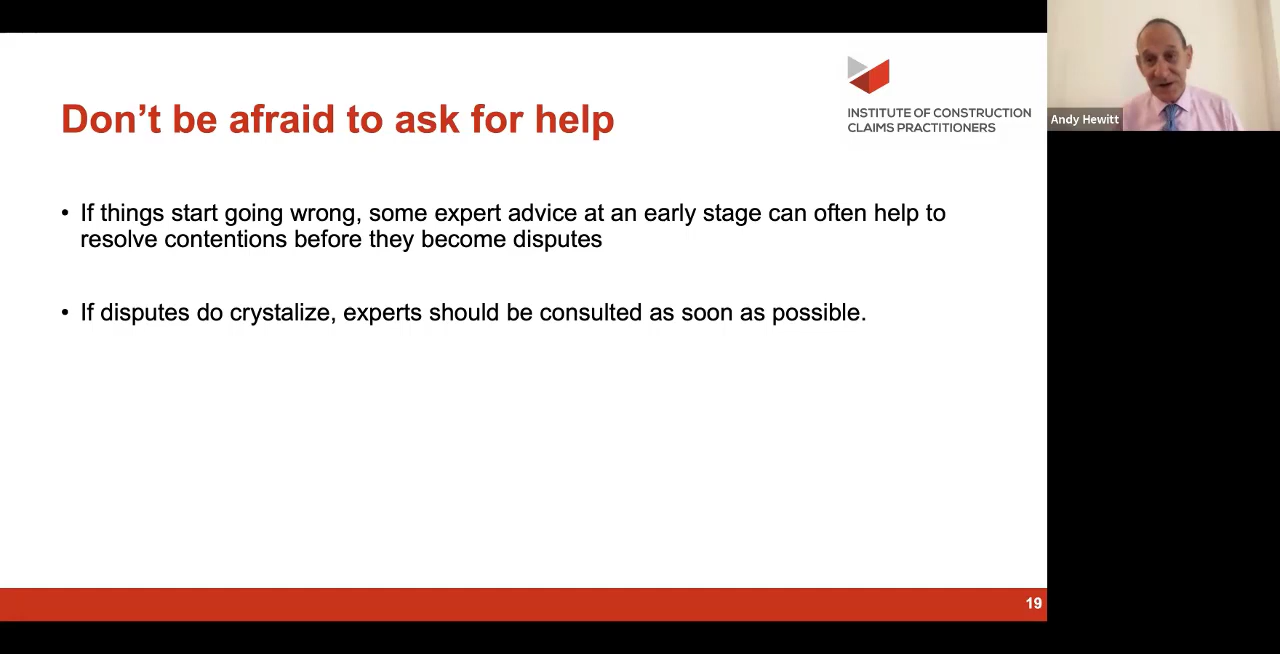 Don’t be afraid to ask for help
INSTITUTE OF CONSTRUCTION
CLAIMS PRACTITIONERS
Andy Hewitt
• If things start going wrong, some expert advice at an early stage can often help to
resolve contentions before they become disputes
• If disputes do crystalize, experts should be consulted as soon as possible.
19